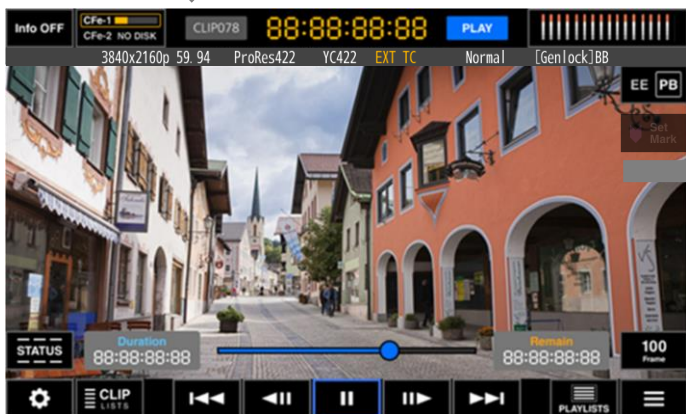 Info OFF
CFe-1
CFe-2 NO DISK
CLIP078
88:88:88:88
PLAY
3840x2160p 59.94 ProRes422 YC422 EXT TC Normal [Genlock]BB
EE PB
Set
Mark
STATUS
Duration
88:88:88:88
Remain
88:88:88:88
100
Frame
CLIP
LISTS
PLAYLISTS